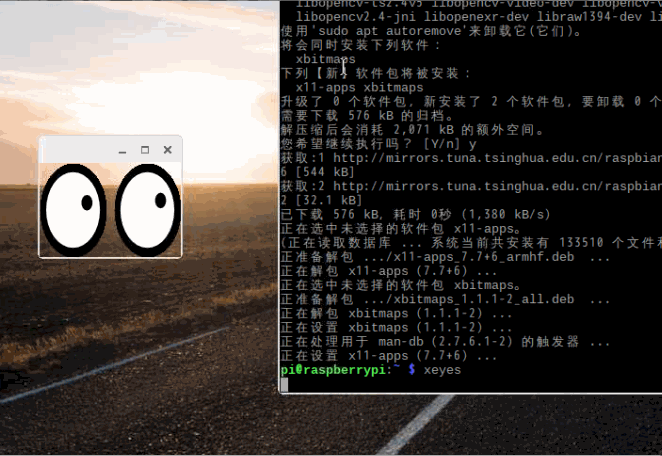 libopencv-ts2.4v5 libopencv-video-dev libopencv-v
libopencv2.4-jni libopenexr-dev libraw1394-dev li
使用'sudo apt autoremove'来卸载它(它们)。
将会同时安装下列软件：
xbitmaps
下列【新】软件包将被安装：
x11-apps xbitmaps
升级了 0 个软件包，新安装了 2 个软件包，要卸载 0 个
需要下载 576 kB 的归档。
解压缩后会消耗 2,071 kB 的额外空间。
您希望继续执行吗？ [Y/n] y
获取:1 http://mirrors.tuna.tsinghua.edu.cn/raspbian
6 [544 kB]
获取:2 http://mirrors.tuna.tsinghua.edu.cn/raspbian
2 [32.1 kB]
已下载 576 kB，耗时 0秒 (1,380 kB/s)
正在选中未选择的软件包 x11-apps。
(正在读取数据库 ... 系统当前共安装有 133510 个文件和
正准备解包 .../x11-apps_7.7+6_armhf.deb ...
正在解包 x11-apps (7.7+6) ...
正在选中未选择的软件包 xbitmaps。
正准备解包 .../xbitmaps_1.1.1-2_all.deb ...
正在解包 xbitmaps (1.1.1-2) ...
正在设置 xbitmaps (1.1.1-2) ...
正在处理用于 man-db (2.7.6.1-2) 的触发器 ...
正在设置 x11-apps (7.7+6) ...
pi@raspberrypi:~ $ xeyes